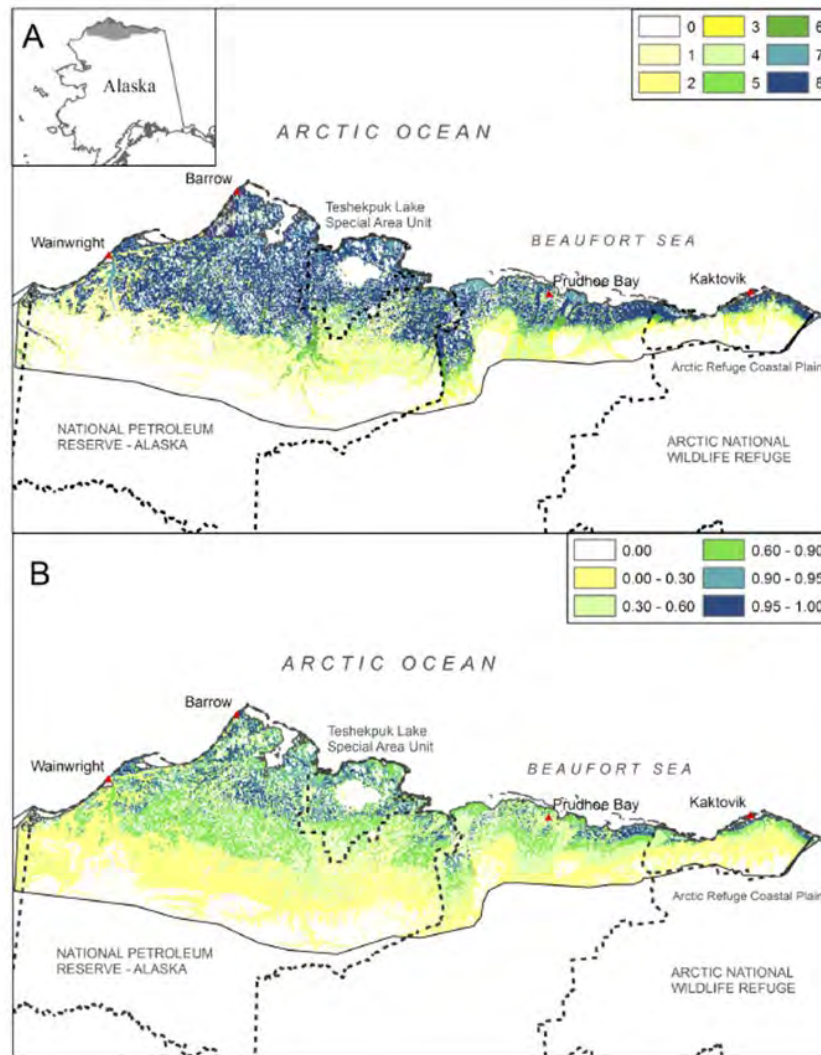 A
Alaska
0 3 6
1 4 7
2 5 8
ARCTIC OCEAN
Barrow
Teshekpuk Lake
Special Area Unit
Wainwright
BEAUFORT SEA
Prudhoe Bay
Kaktovik
Arctic Refuge Coastal Plain
NATIONAL PETROLEUM
RESERVE - ALASKA
ARCTIC NATIONAL
WILDLIFE REFUGE
B
0.00 0.60 - 0.90
0.00 - 0.30 0.90 - 0.95
0.30 - 0.60 0.95 - 1.00
ARCTIC OCEAN
Barrow
Teshekpuk Lake
Special Area Unit
Wainwright
BEAUFORT SEA
Prudhoe Bay
Kaktovik
Arctic Refuge Coastal Plain
NATIONAL PETROLEUM
RESERVE - ALASKA
ARCTIC NATIONAL
WILDLIFE REFUGE